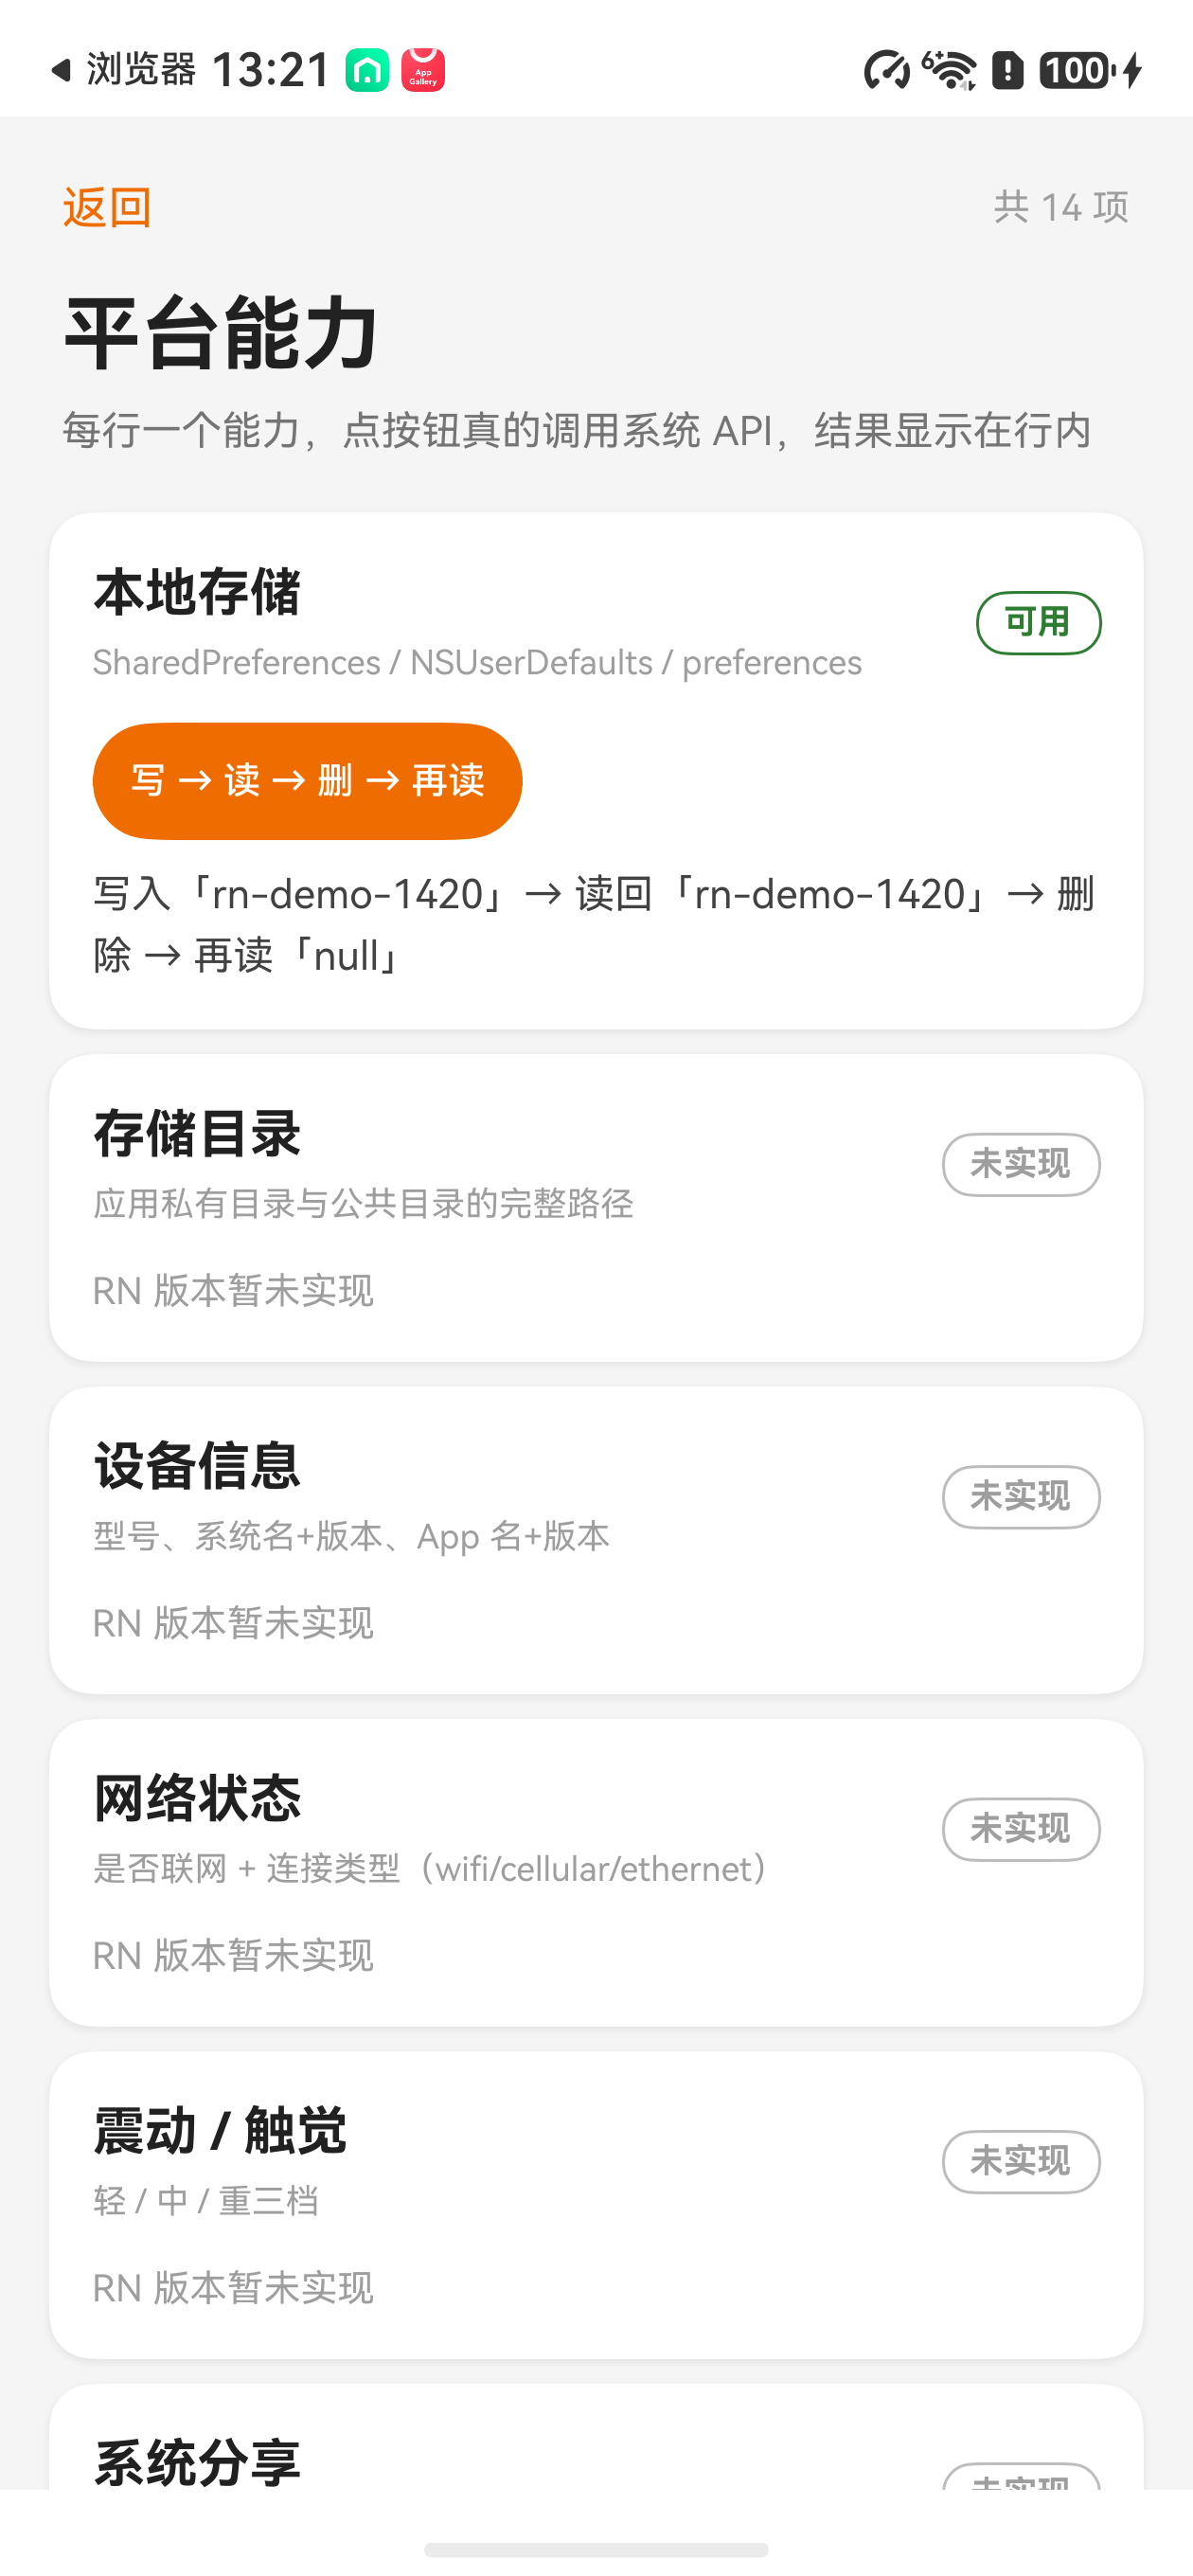 浏览器 13:21
App Gallery
6+
100
返回
共 14 项
平台能力
每行一个能力，点按钮真的调用系统 API，结果显示在行内
本地存储
可用
SharedPreferences / NSUserDefaults / preferences
写 → 读 → 删 → 再读
写入「rn-demo-1420」→ 读回「rn-demo-1420」→ 删
除 → 再读「null」
存储目录
未实现
应用私有目录与公共目录的完整路径
RN 版本暂未实现
设备信息
未实现
型号、系统名+版本、App 名+版本
RN 版本暂未实现
网络状态
未实现
是否联网 + 连接类型（wifi/cellular/ethernet）
RN 版本暂未实现
震动 / 触觉
未实现
轻 / 中 / 重三档
RN 版本暂未实现
系统分享
未实现